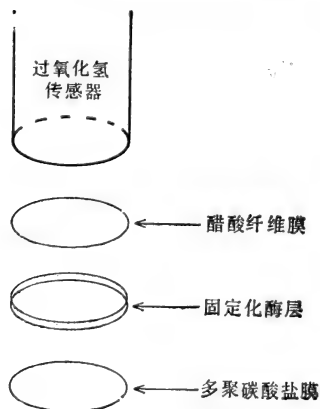 过氧化氢
传感器
醋酸纤维膜
固定化酶层
多聚碳酸盐膜